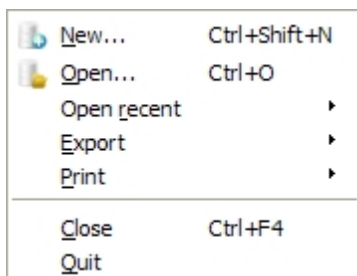 New... Ctrl+Shift+N
Open... Ctrl+O
Open recent
Export
Print
Close Ctrl+F4
Quit